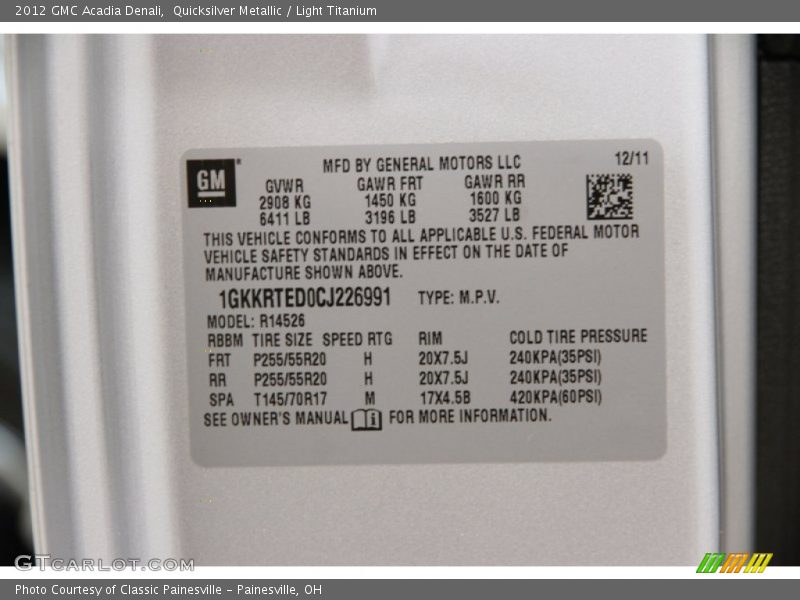 2012 GMC Acadia Denali, Quicksilver Metallic / Light Titanium
GM
MFD BY GENERAL MOTORS LLC 12/11
GVWR GAWR FRT GAWR RR
2908 KG 1450 KG 1600 KG
6411 LB 3196 LB 3527 LB
THIS VEHICLE CONFORMS TO ALL APPLICABLE U.S. FEDERAL MOTOR
VEHICLE SAFETY STANDARDS IN EFFECT ON THE DATE OF
MANUFACTURE SHOWN ABOVE.
1GKKRTED0CJ226991 TYPE: M.P.V.
MODEL: R14526
RBBM TIRE SIZE SPEED RTG RIM COLD TIRE PRESSURE
FRT P255/55R20 H 20X7.5J 240KPA(35PSI)
RR P255/55R20 H 20X7.5J 240KPA(35PSI)
SPA T145/70R17 M 17X4.5B 420KPA(60PSI)
SEE OWNER'S MANUAL i FOR MORE INFORMATION.
GTCARLOT.COM
Photo Courtesy of Classic Painesville - Painesville, OH